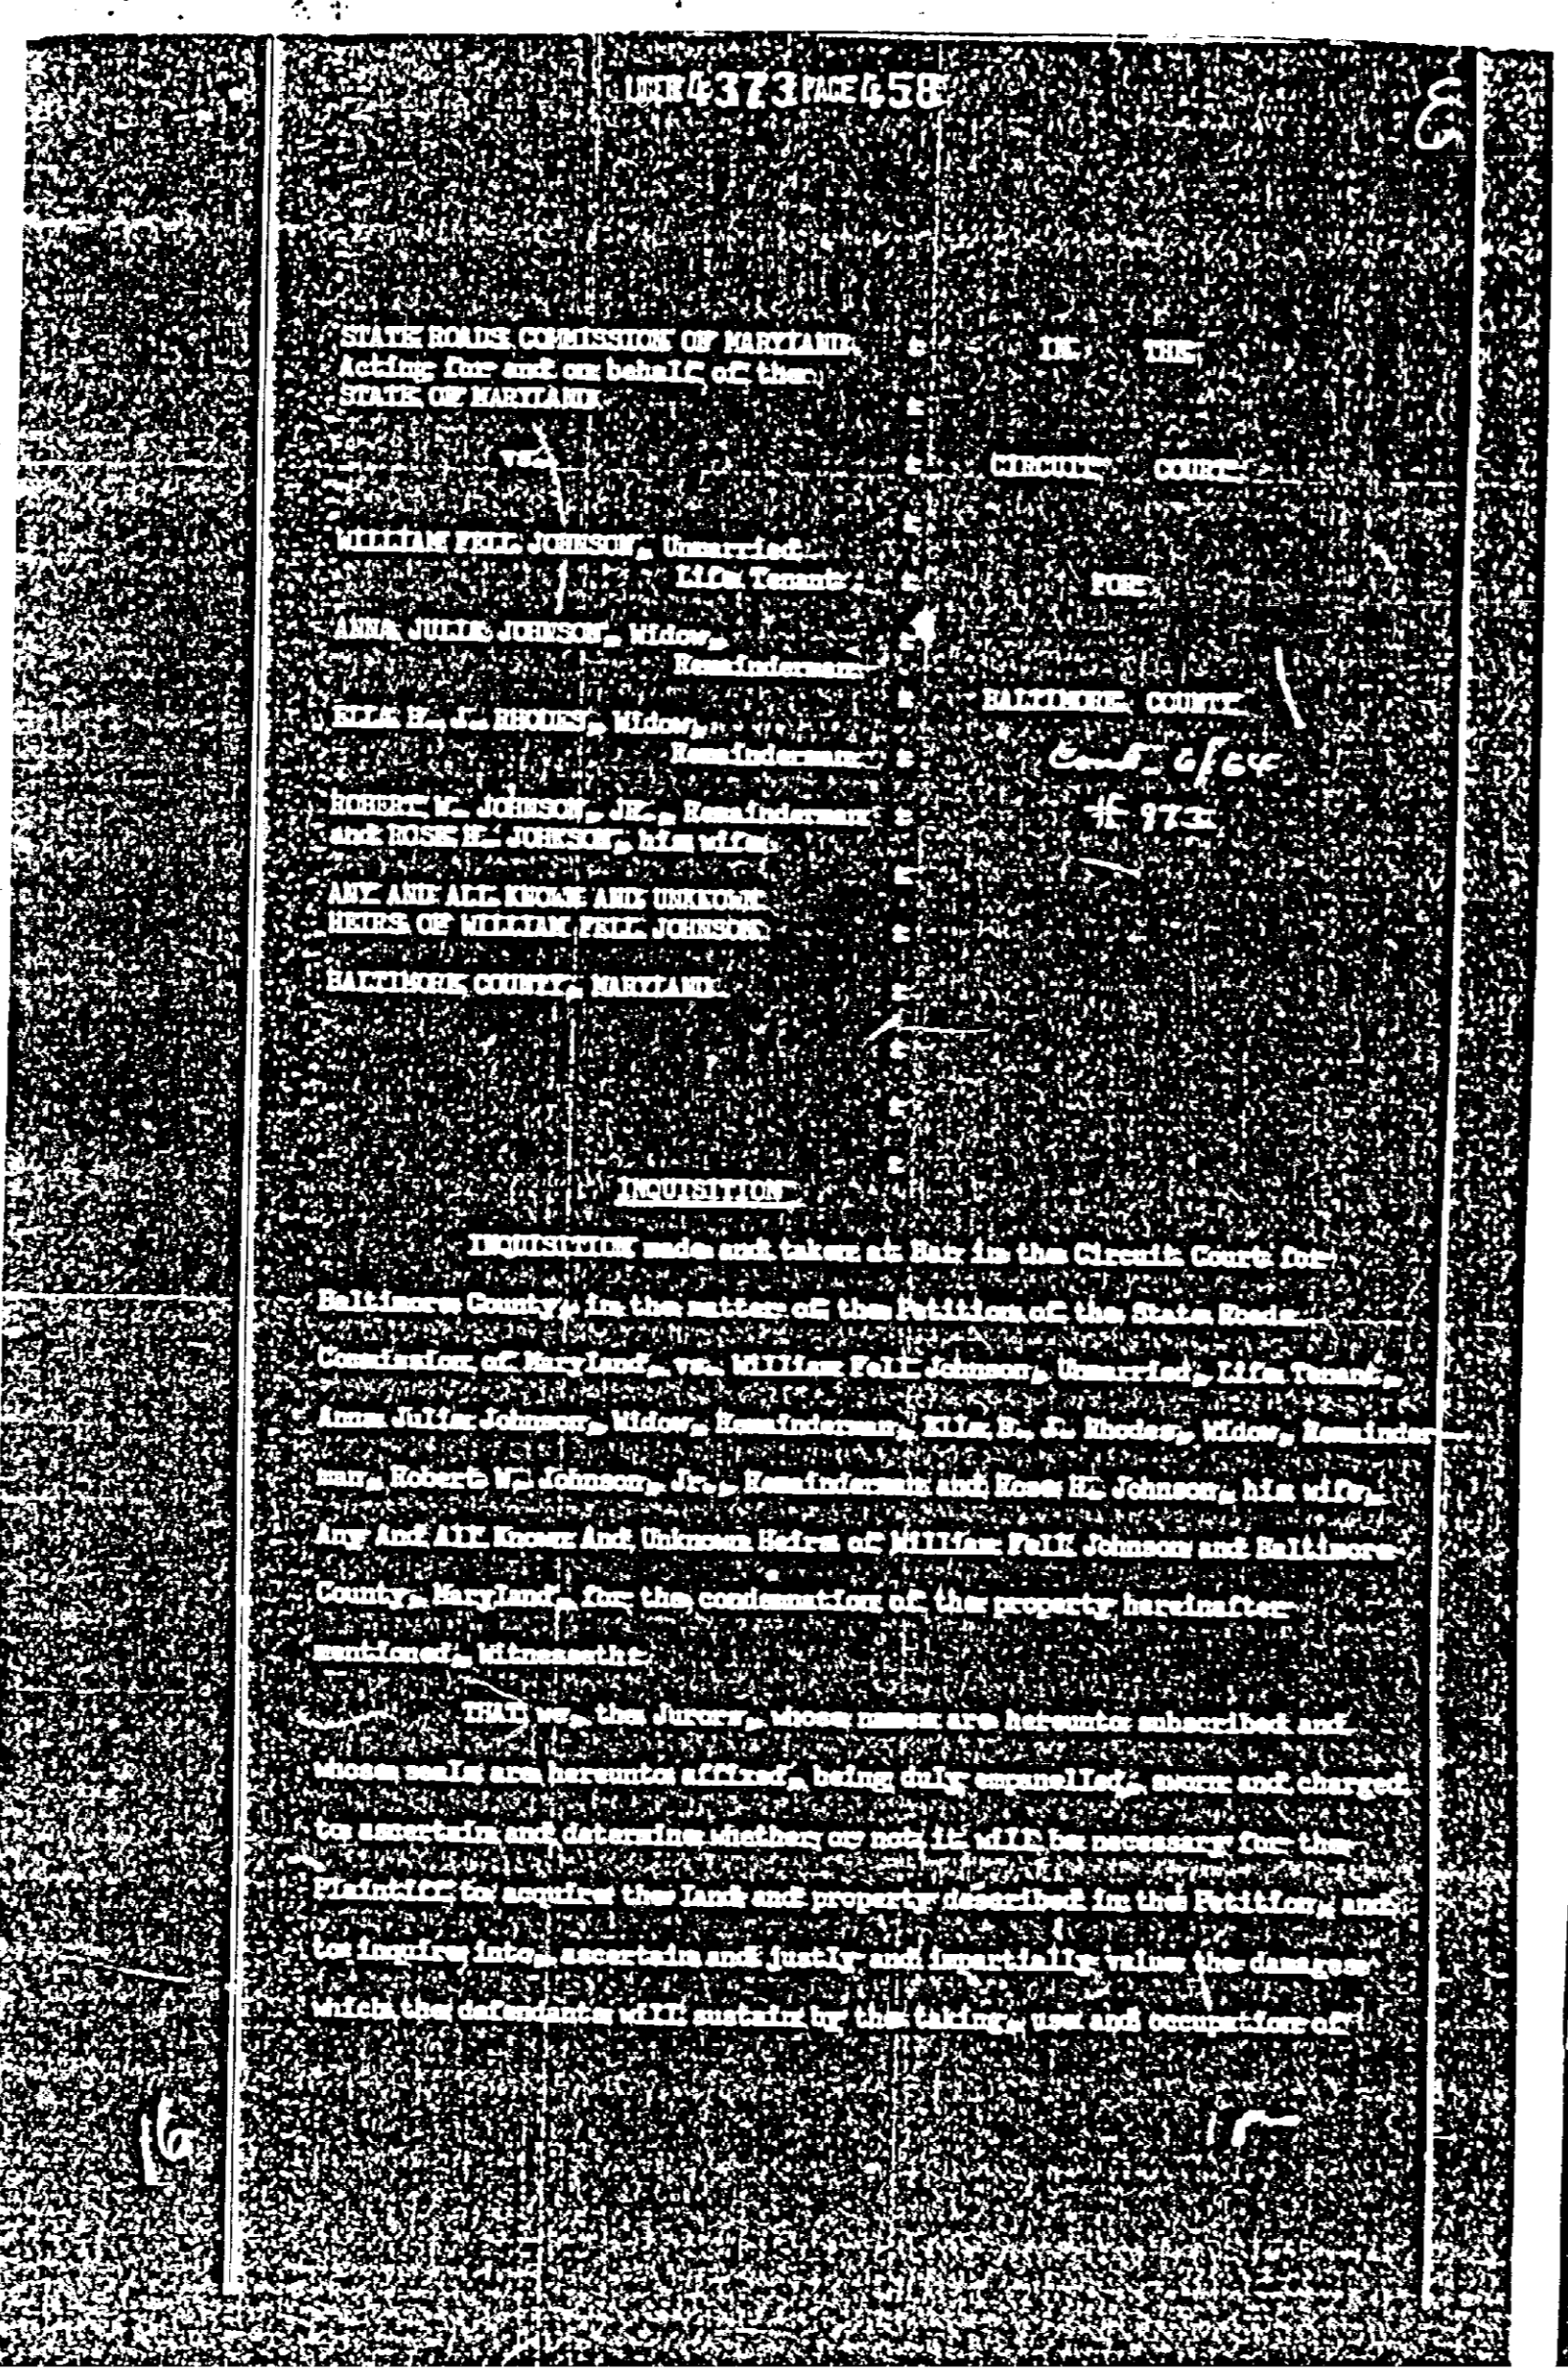 LIBER 4373 PAGE 458
STATE ROADS COMMISSION OF MARYLAND : IN THE
Acting for and on behalf of the
STATE OF MARYLAND :
vs. : CIRCUIT COURT
:
WILLIAM FELL JOHNSON, Unmarried
Life Tenant : FOR
ANNA JULIA JOHNSON, Widow, :
Remainderman
: BALTIMORE COUNTY
ELLA H. J. RHODES, Widow,
Remainderman :
ROBERT W. JOHNSON, JR., Remainderman :
and ROSE H. JOHNSON, his wife
:
ANY AND ALL KNOWN AND UNKNOWN
HEIRS OF WILLIAM FELL JOHNSON :
BALTIMORE COUNTY, MARYLAND :
:
:
:
6/64
# 973
INQUISITION
INQUISITION made and taken at Bar in the Circuit Court for
Baltimore County, in the matter of the Petition of the State Roads
Commission of Maryland, vs. William Fell Johnson, Unmarried, Life Tenant,
Anna Julia Johnson, Widow, Remainderman, Ella H. J. Rhodes, Widow, Remainder-
man, Robert W. Johnson, Jr., Remainderman and Rose H. Johnson, his wife,
Any And All Known And Unknown Heirs of William Fell Johnson and Baltimore
County, Maryland, for the condemnation of the property hereinafter
mentioned, Witnesseth:
THAT we, the Jurors, whose names are hereunto subscribed and
whose seals are hereunto affixed, being duly empanelled, sworn and charged
to ascertain and determine whether or not it will be necessary for the
Plaintiff to acquire the land and property described in the Petition, and
to inquire into, ascertain and justly and impartially value the damages
which the defendants will sustain by the taking, use and occupation of
16